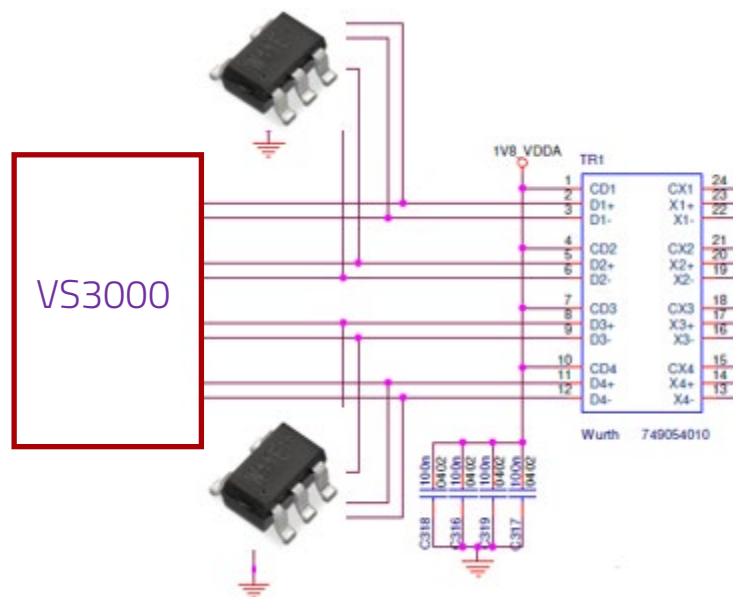 VS3000
1V8_VDDA
TR1
1 CD1 CX1 24
2 D1+ X1+ 23
3 D1- X1- 22
4 CD2 CX2 21
5 D2+ X2+ 20
6 D2- X2- 19
7 CD3 CX3 18
8 D3+ X3+ 17
9 D3- X3- 16
10 CD4 CX4 15
11 D4+ X4+ 14
12 D4- X4- 13
Wurth 749054010
100n 0402
100n 0402
100n 0402
100n 0402
C318
C316
C319
C317